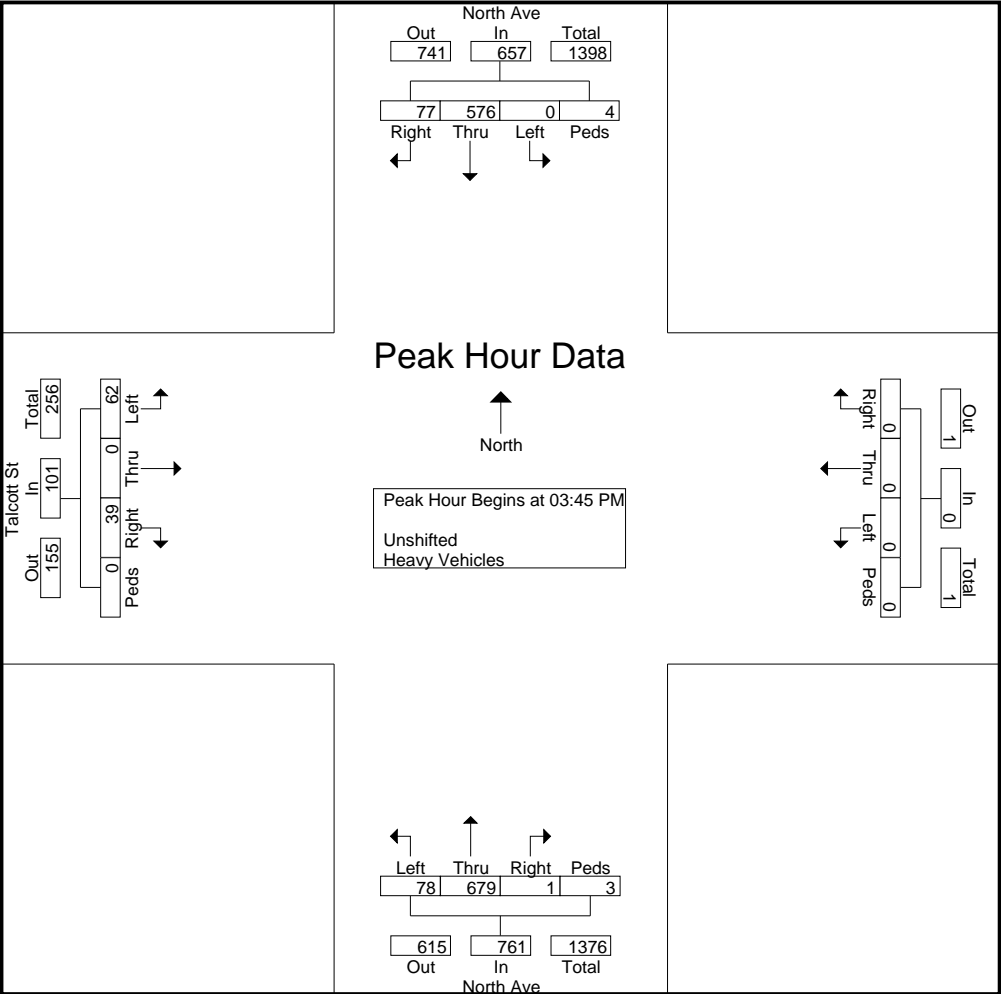 North Ave
Out In Total
741 657 1398
77 576 0 4
Right Thru Left Peds
Peak Hour Data
North
Peak Hour Begins at 03:45 PM
Unshifted
Heavy Vehicles
Talcott St
Out In Total
155 101 256
62 0 39 0
Left Thru Right Peds
Right Thru Left Peds
0 0 0 0
Out In Total
1 0 1
Left Thru Right Peds
78 679 1 3
615 761 1376
Out In Total
North Ave